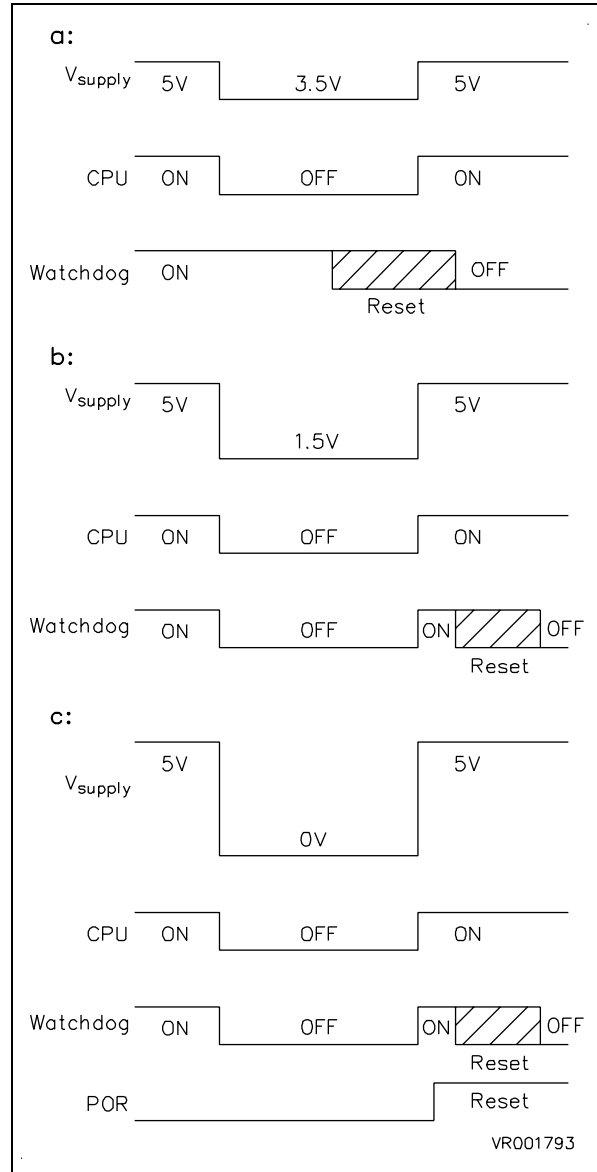 a:
Vsupply 5V 3.5V 5V
CPU ON OFF ON
Watchdog ON OFF
Reset
b:
Vsupply 5V 5V
1.5V
CPU ON OFF ON
Watchdog ON OFF ON OFF
Reset
c:
5V 5V
Vsupply
0V
CPU ON OFF ON
Watchdog ON OFF ON OFF
Reset
POR Reset
VR001793